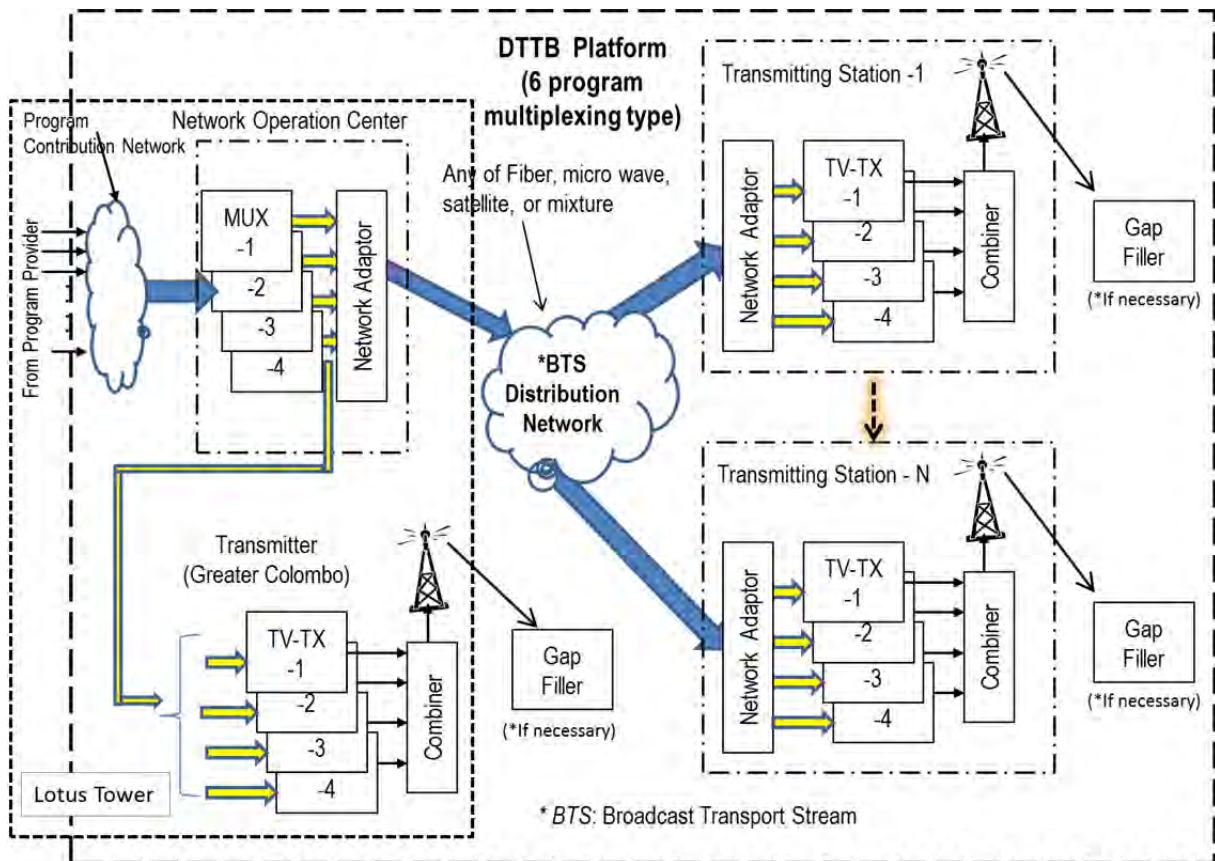 DTTB Platform
(6 program
multiplexing type)
Program
Contribution Network
From Program Provider
Network Operation Center
MUX
-1
-2
-3
-4
Network Adaptor
Any of Fiber, micro wave,
satellite, or mixture
*BTS
Distribution
Network
Transmitting Station -1
Network Adaptor
TV-TX
-1
-2
-3
-4
Combiner
Gap
Filler
(*If necessary)
Transmitting Station - N
Network Adaptor
TV-TX
-1
-2
-3
-4
Combiner
Gap
Filler
(*If necessary)
Transmitter
(Greater Colombo)
TV-TX
-1
-2
-3
-4
Combiner
Gap
Filler
(*If necessary)
Lotus Tower
* BTS: Broadcast Transport Stream